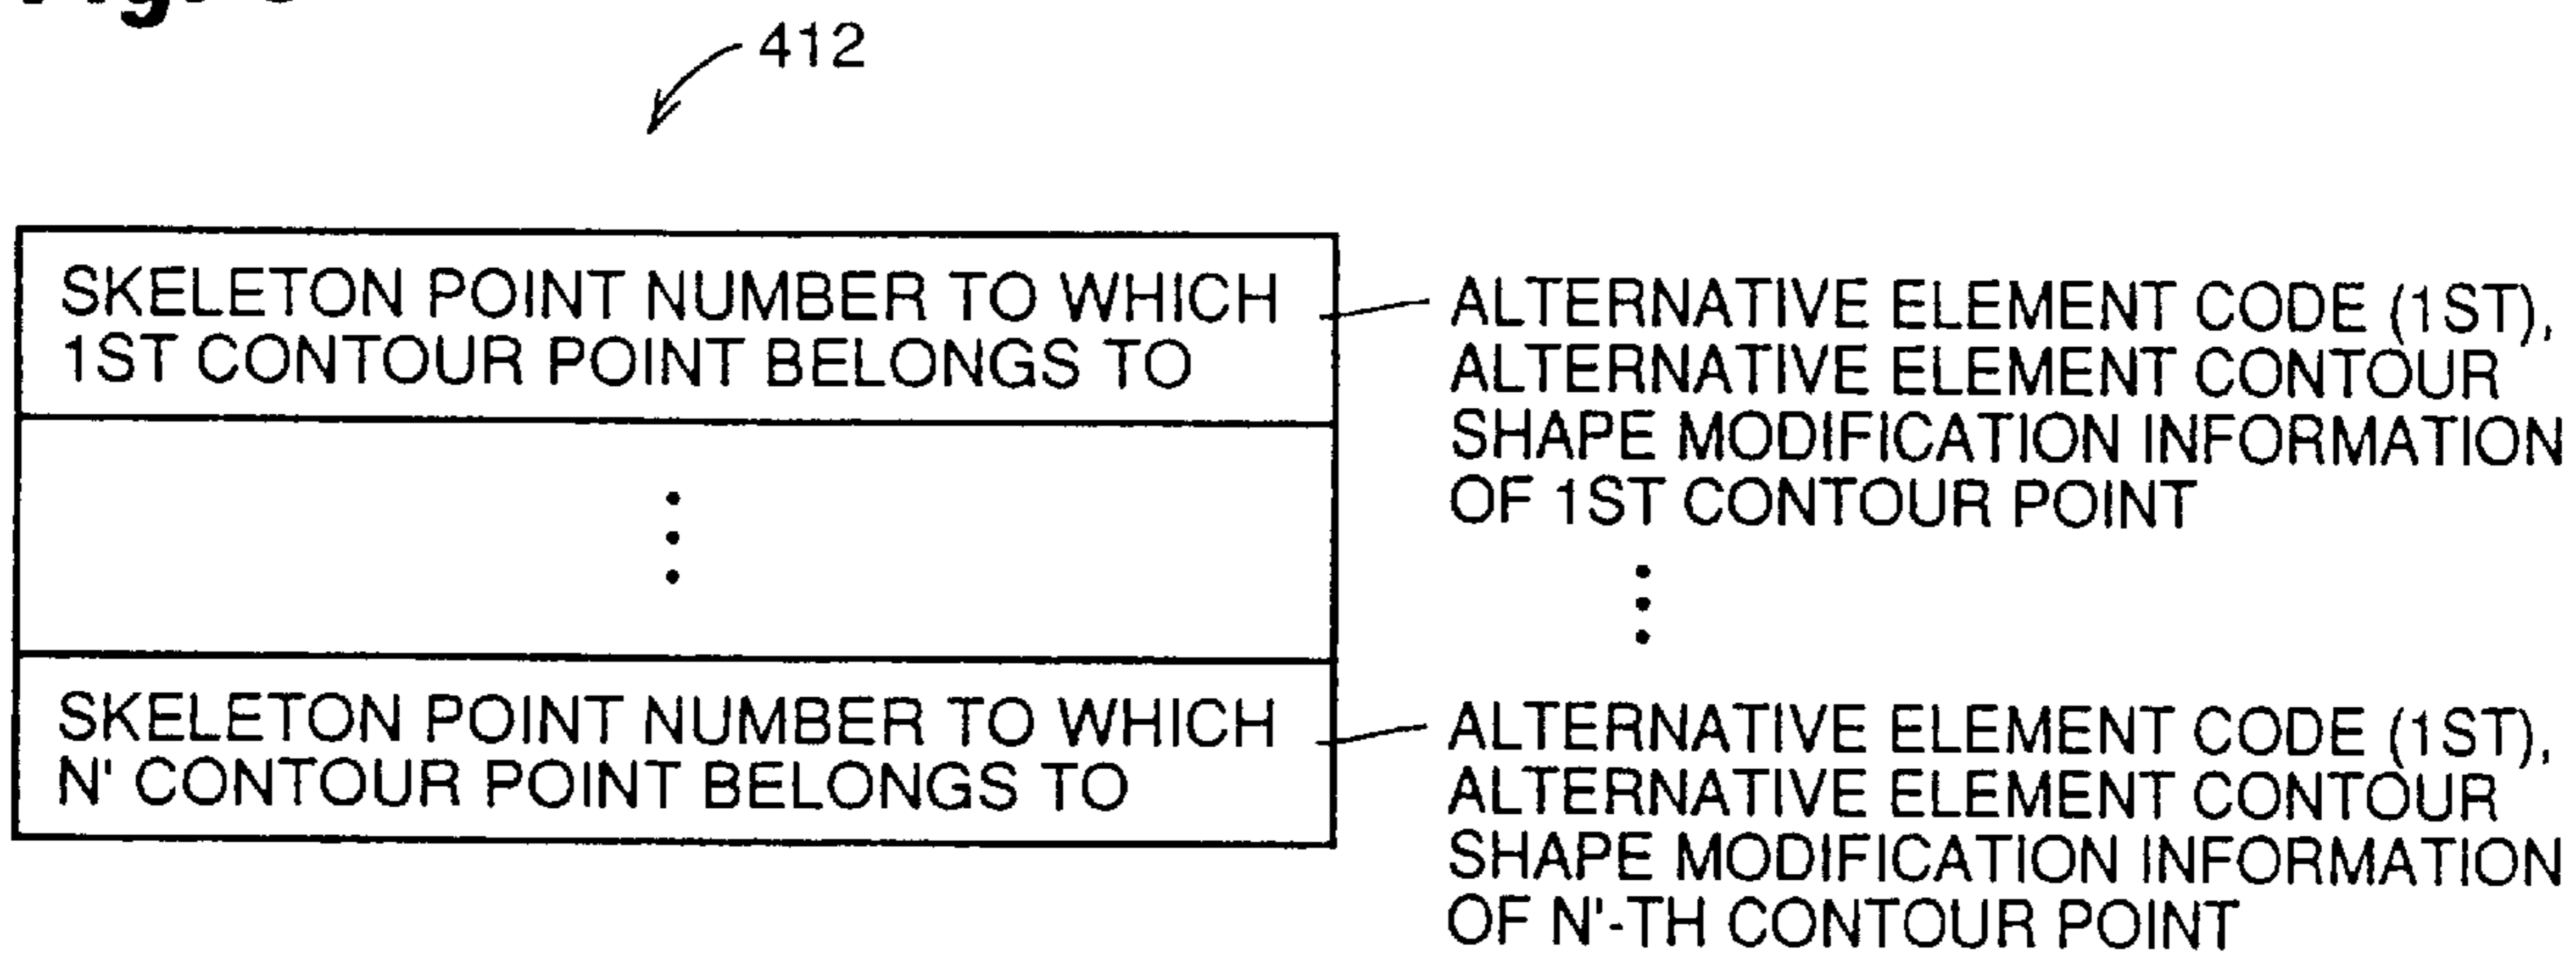 412
SKELETON POINT NUMBER TO WHICH
1ST CONTOUR POINT BELONGS TO
ALTERNATIVE ELEMENT CODE (1ST),
ALTERNATIVE ELEMENT CONTOUR
SHAPE MODIFICATION INFORMATION
OF 1ST CONTOUR POINT
SKELETON POINT NUMBER TO WHICH
N' CONTOUR POINT BELONGS TO
ALTERNATIVE ELEMENT CODE (1ST),
ALTERNATIVE ELEMENT CONTOUR
SHAPE MODIFICATION INFORMATION
OF N'-TH CONTOUR POINT